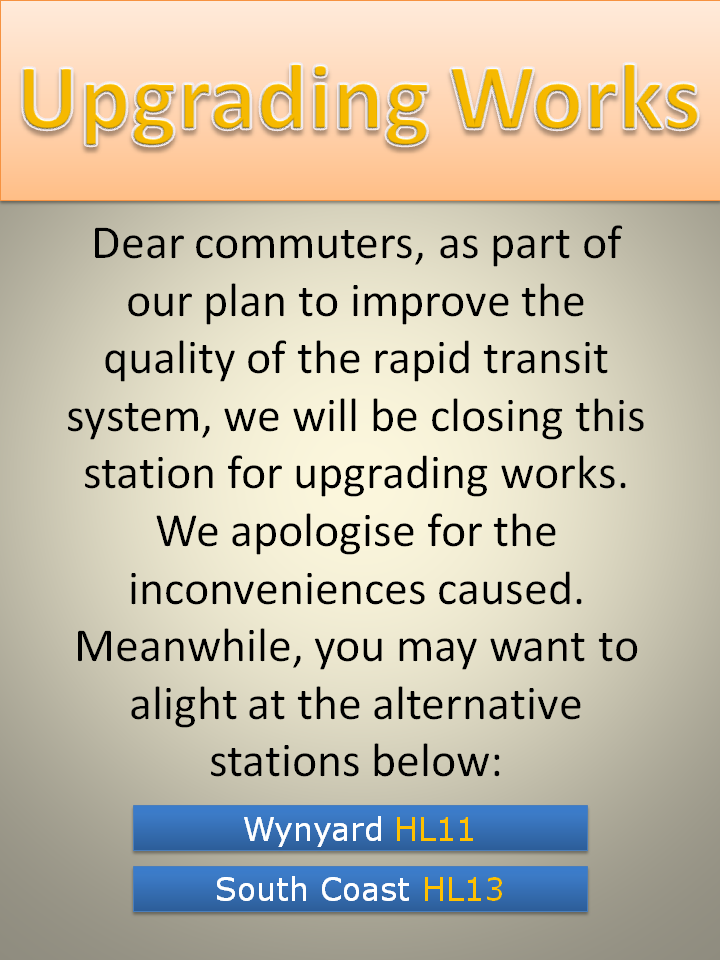 Upgrading Works
Dear commuters, as part of
our plan to improve the
quality of the rapid transit
system, we will be closing this
station for upgrading works.
We apologise for the
inconveniences caused.
Meanwhile, you may want to
alight at the alternative
stations below:
Wynyard HL11
South Coast HL13